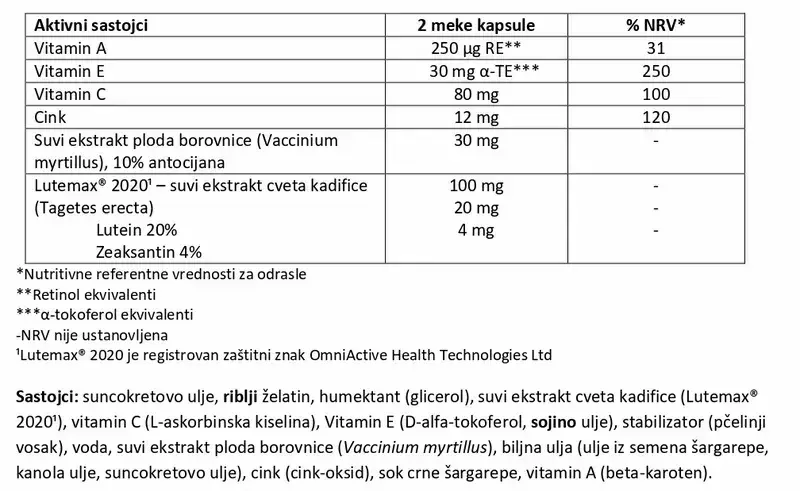 Aktivni sastojci 2 meke kapsule % NRV*
Vitamin A 250 µg RE** 31
Vitamin E 30 mg α-TE*** 250
Vitamin C 80 mg 100
Cink 12 mg 120
Suvi ekstrakt ploda borovnice (Vaccinium 30 mg -
myrtillus), 10% antocijana
Lutemax® 2020¹ – suvi ekstrakt cveta kadifice 100 mg -
(Tagetes erecta) 20 mg -
Lutein 20% 4 mg -
Zeaksantin 4%
*Nutritivne referentne vrednosti za odrasle
**Retinol ekvivalenti
***α-tokoferol ekvivalenti
-NRV nije ustanovljena
¹Lutemax® 2020 je registrovan zaštitni znak OmniActive Health Technologies Ltd
Sastojci: suncokretovo ulje, riblji želatin, humektant (glicerol), suvi ekstrakt cveta kadifice (Lutemax®
2020¹), vitamin C (L-askorbinska kiselina), Vitamin E (D-alfa-tokoferol, sojino ulje), stabilizator (pčelinji
vosak), voda, suvi ekstrakt ploda borovnice (Vaccinium myrtillus), biljna ulja (ulje iz semena šargarepe,
kanola ulje, suncokretovo ulje), cink (cink-oksid), sok crne šargarepe, vitamin A (beta-karoten).